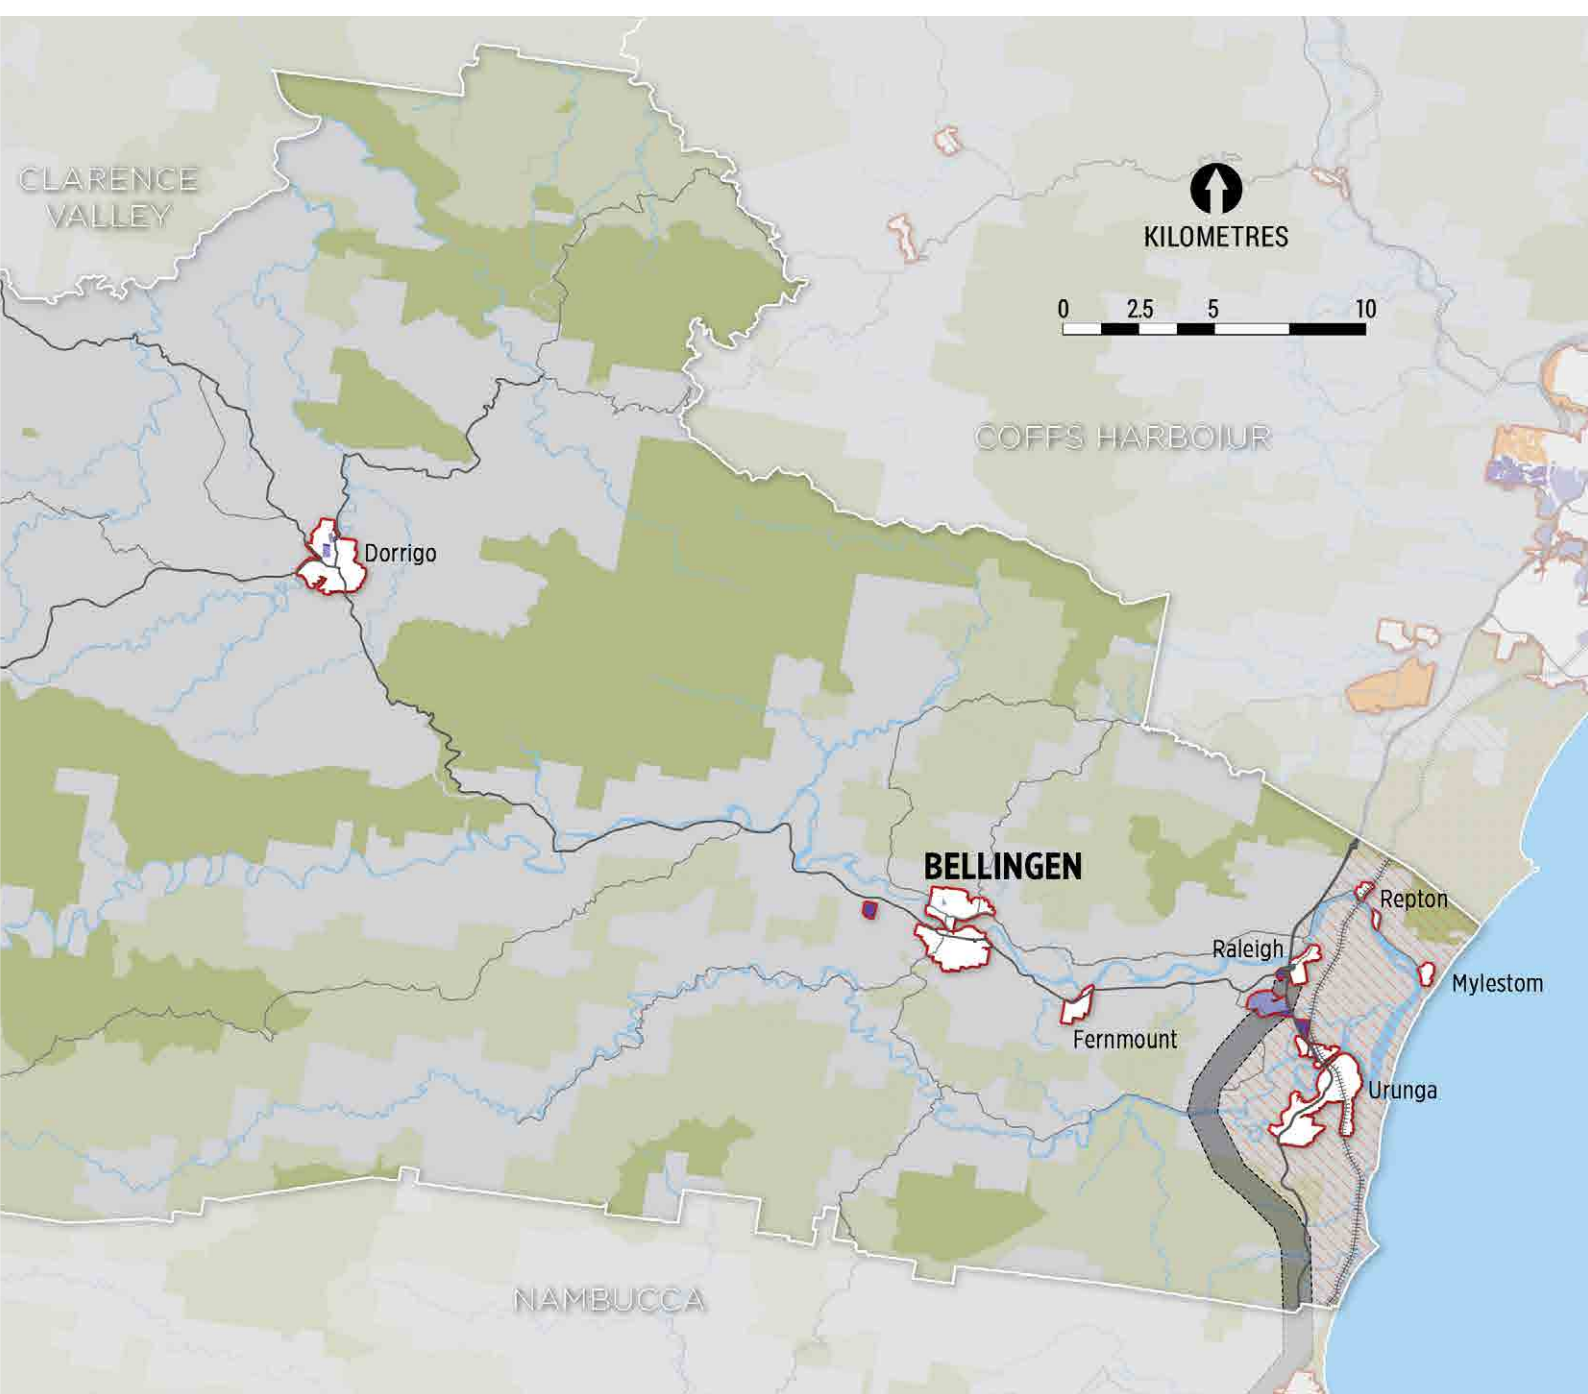 CLARENCE
VALLEY
KILOMETRES
0 2.5 5 10
COFFS HARBOIUR
Dorrigo
BELLINGEN
Repton
Raleigh
Mylestom
Fernmount
Urunga
NAMBUCCA